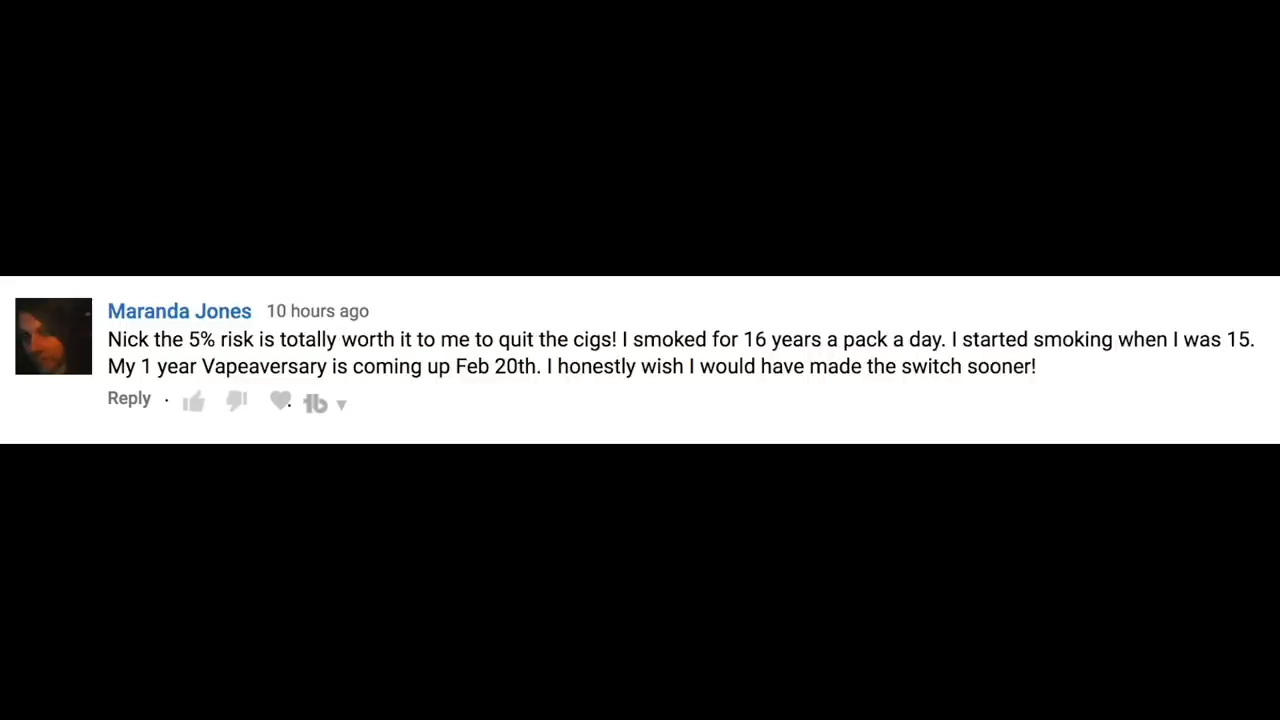 Maranda Jones 10 hours ago
Nick the 5% risk is totally worth it to me to quit the cigs! I smoked for 16 years a pack a day. I started smoking when I was 15.
My 1 year Vapeaversary is coming up Feb 20th. I honestly wish I would have made the switch sooner!
Reply